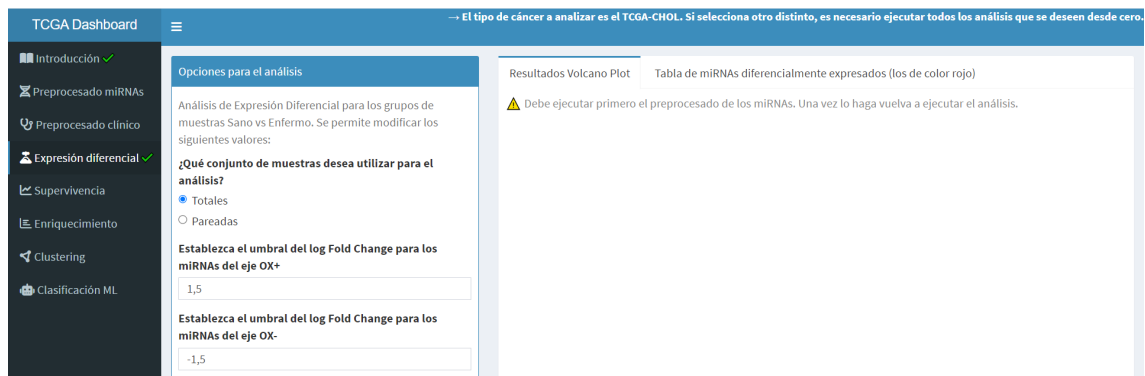 TCGA Dashboard
→ El tipo de cáncer a analizar es el TCGA-CHOL. Si selecciona otro distinto, es necesario ejecutar todos los análisis que se deseen desde cero.
Introducción
Preprocesado miRNAs
Preprocesado clínico
Expresión diferencial
Supervivencia
Enriquecimiento
Clustering
Clasificación ML
Opciones para el análisis
Análisis de Expresión Diferencial para los grupos de
muestras Sano vs Enfermo. Se permite modificar los
siguientes valores:
¿Qué conjunto de muestras desea utilizar para el
análisis?
Totales
Pareadas
Establezca el umbral del log Fold Change para los
miRNAs del eje OX+
1,5
Establezca el umbral del log Fold Change para los
miRNAs del eje OX-
-1,5
Resultados Volcano Plot
Tabla de miRNAs diferencialmente expresados (los de color rojo)
Debe ejecutar primero el preprocesado de los miRNAs. Una vez lo haga vuelva a ejecutar el análisis.